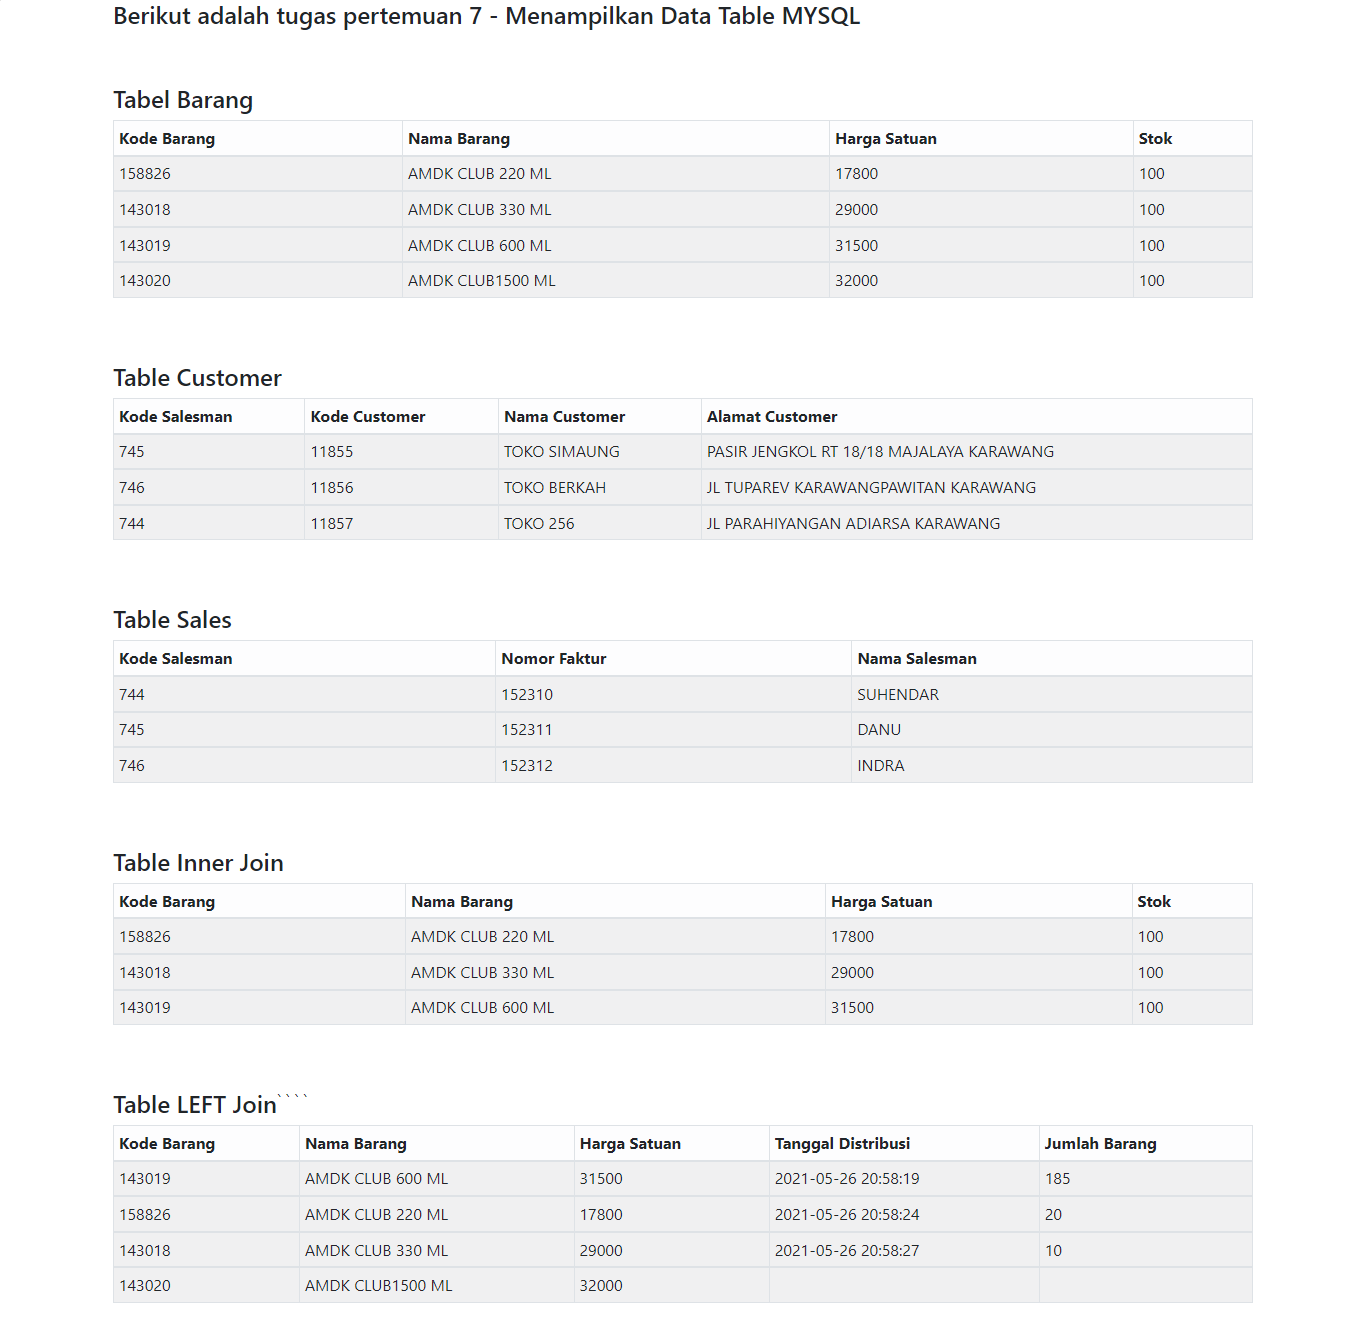 Berikut adalah tugas pertemuan 7 - Menampilkan Data Table MYSQL
Tabel Barang
Kode Barang Nama Barang Harga Satuan Stok
158826 AMDK CLUB 220 ML 17800 100
143018 AMDK CLUB 330 ML 29000 100
143019 AMDK CLUB 600 ML 31500 100
143020 AMDK CLUB1500 ML 32000 100
Table Customer
Kode Salesman Kode Customer Nama Customer Alamat Customer
745 11855 TOKO SIMAUNG PASIR JENGKOL RT 18/18 MAJALAYA KARAWANG
746 11856 TOKO BERKAH JL TUPAREV KARAWANGPAWITAN KARAWANG
744 11857 TOKO 256 JL PARAHIYANGAN ADIARSA KARAWANG
Table Sales
Kode Salesman Nomor Faktur Nama Salesman
744 152310 SUHENDAR
745 152311 DANU
746 152312 INDRA
Table Inner Join
Kode Barang Nama Barang Harga Satuan Stok
158826 AMDK CLUB 220 ML 17800 100
143018 AMDK CLUB 330 ML 29000 100
143019 AMDK CLUB 600 ML 31500 100
Table LEFT Join````
Kode Barang Nama Barang Harga Satuan Tanggal Distribusi Jumlah Barang
143019 AMDK CLUB 600 ML 31500 2021-05-26 20:58:19 185
158826 AMDK CLUB 220 ML 17800 2021-05-26 20:58:24 20
143018 AMDK CLUB 330 ML 29000 2021-05-26 20:58:27 10
143020 AMDK CLUB1500 ML 32000